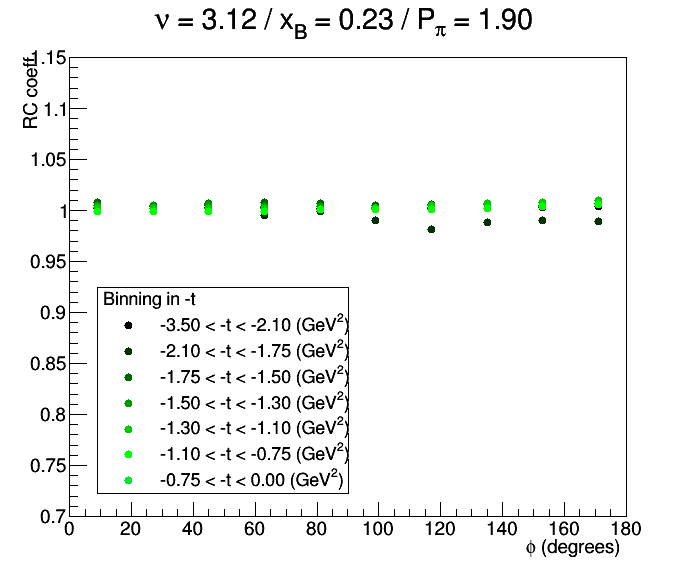 ν = 3.12 / x_B = 0.23 / P_π = 1.90
RC coeff.
1.15
1.1
1.05
1
0.95
0.9
0.85
0.8
0.75
0.7
Binning in -t
-3.50 < -t < -2.10 (GeV²)
-2.10 < -t < -1.75 (GeV²)
-1.75 < -t < -1.50 (GeV²)
-1.50 < -t < -1.30 (GeV²)
-1.30 < -t < -1.10 (GeV²)
-1.10 < -t < -0.75 (GeV²)
-0.75 < -t < 0.00 (GeV²)
0 20 40 60 80 100 120 140 160 180
ϕ (degrees)